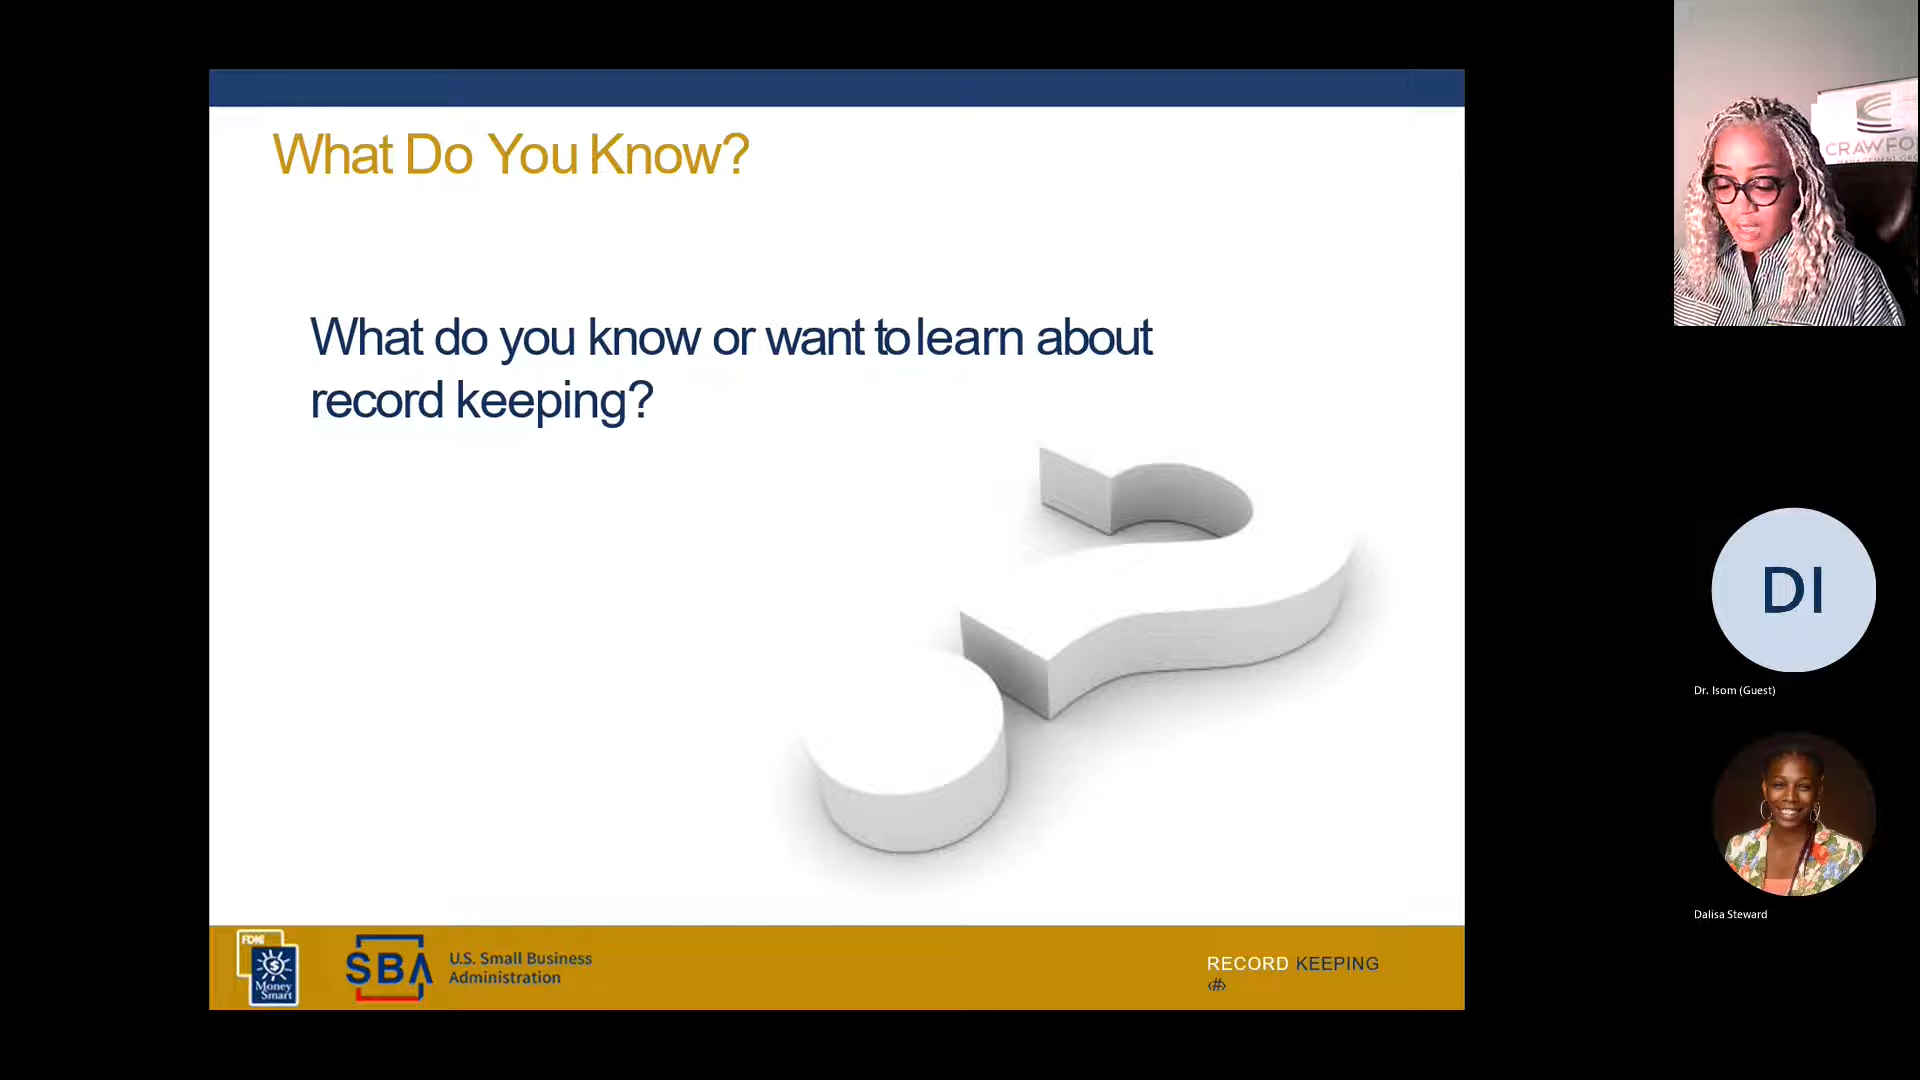 What Do You Know?
What do you know or want to learn about
record keeping?
FDIC
Money
Smart
SBA
U.S. Small Business
Administration
RECORD KEEPING
‹#›
DI
Dr. Isom (Guest)
Dalisa Steward